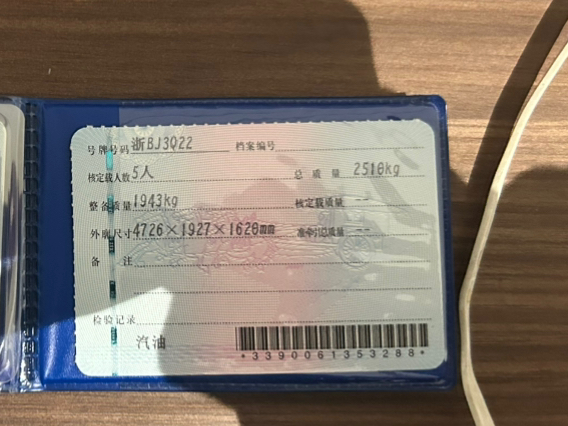 号牌号码 浙BJ3Q22 档案编号
核定载人数 5人 总质量 2510kg
整备质量 1943kg 核定载质量 --
外廓尺寸 4726×1927×1620mm 准牵引总质量 --
备注
检验记录
汽油
*3390061353288*